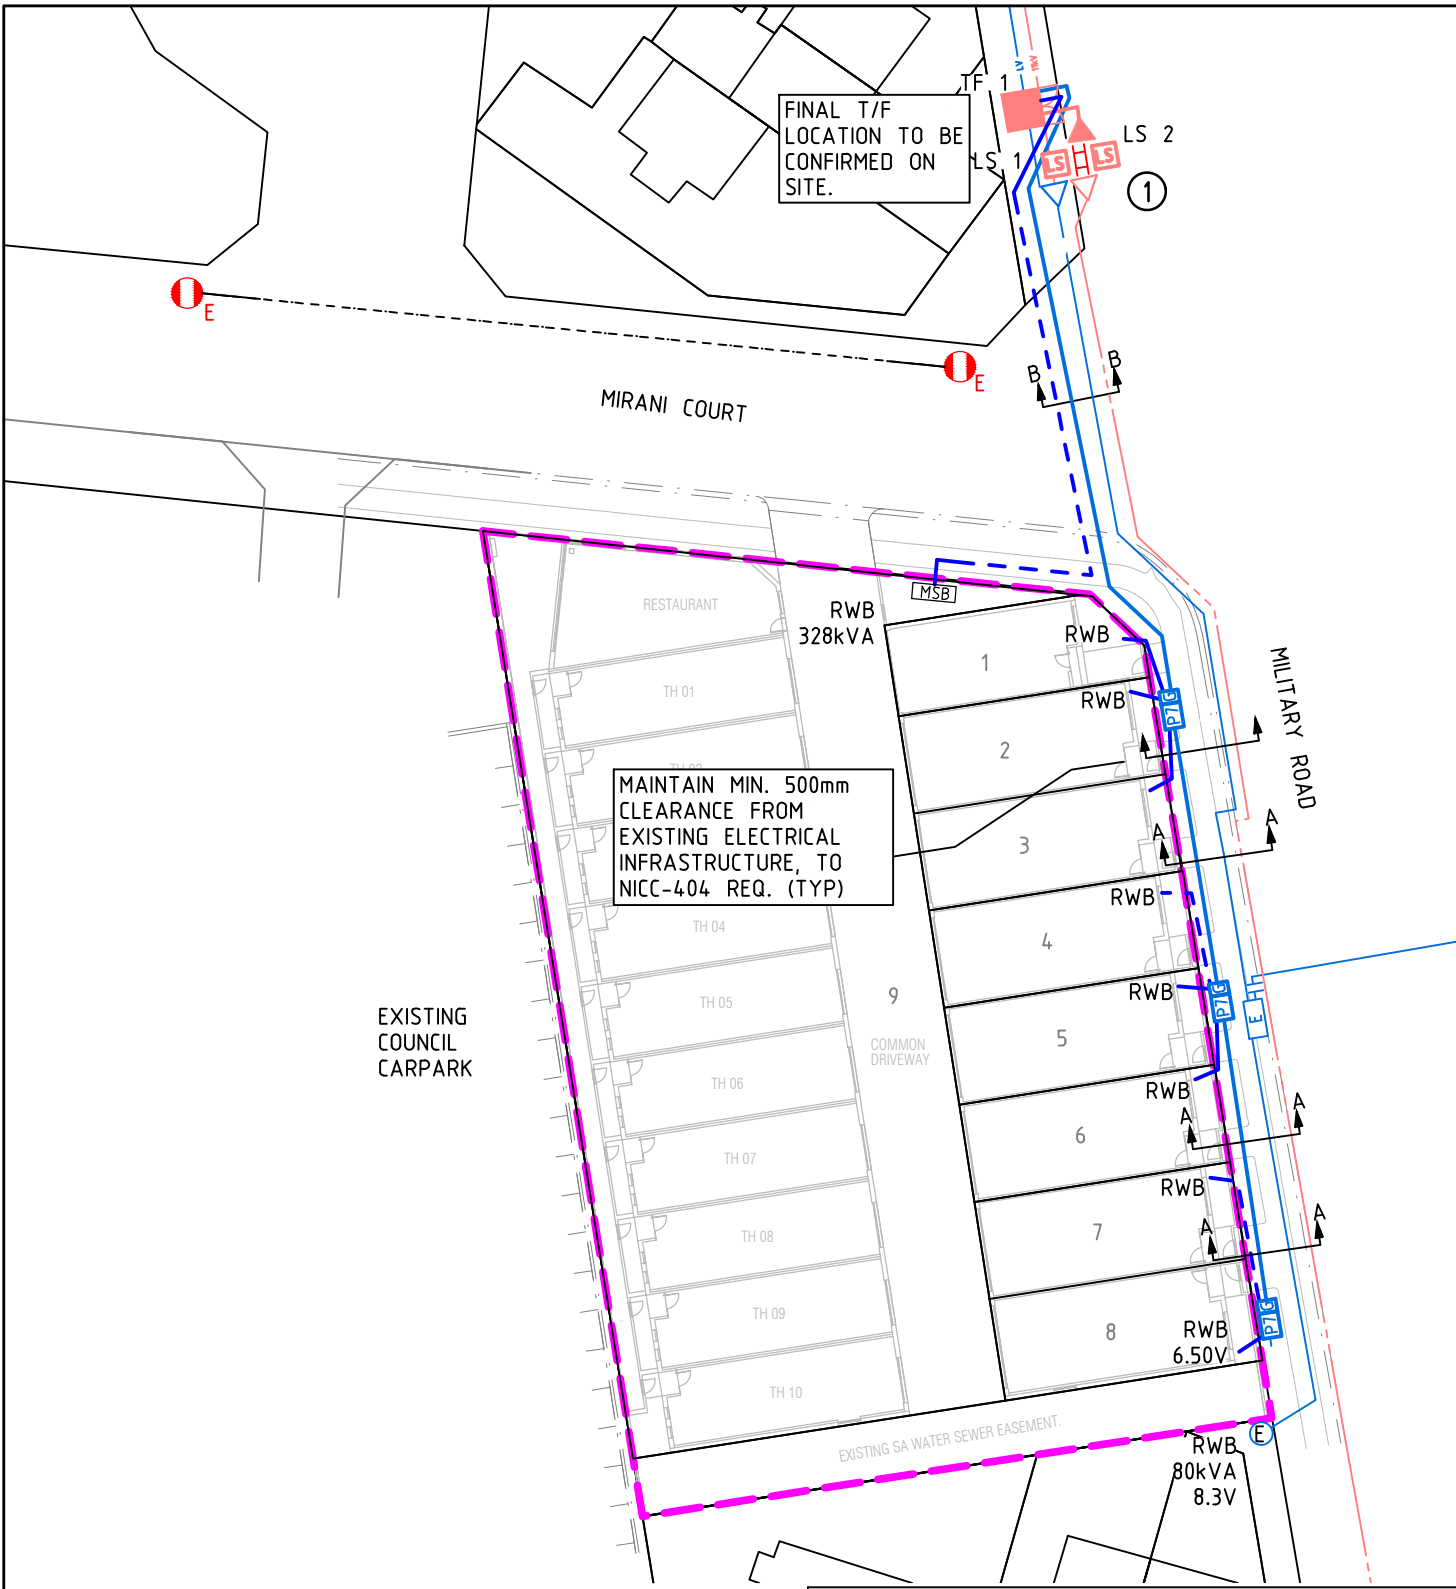 LV
11kV
TF 1
FINAL T/F
LOCATION TO BE
CONFIRMED ON
SITE.
LS 1
LS
LS
LS 2
1
E
E
MIRANI COURT
B
B
MSB
RWB
328kVA
RESTAURANT
RWB
RWB
P7G
MILITARY ROAD
1
2
3
4
5
6
7
8
9
TH 01
MAINTAIN MIN. 500mm
CLEARANCE FROM
EXISTING ELECTRICAL
INFRASTRUCTURE, TO
NICC-404 REQ. (TYP)
A
A
RWB
TH 04
TH 05
TH 06
TH 07
TH 08
TH 09
TH 10
COMMON
DRIVEWAY
EXISTING
COUNCIL
CARPARK
RWB
P7G
E
RWB
A
A
RWB
A
A
P7G
RWB
6.50V
EXISTING SA WATER SEWER EASEMENT.
E
RWB
80kVA
8.3V